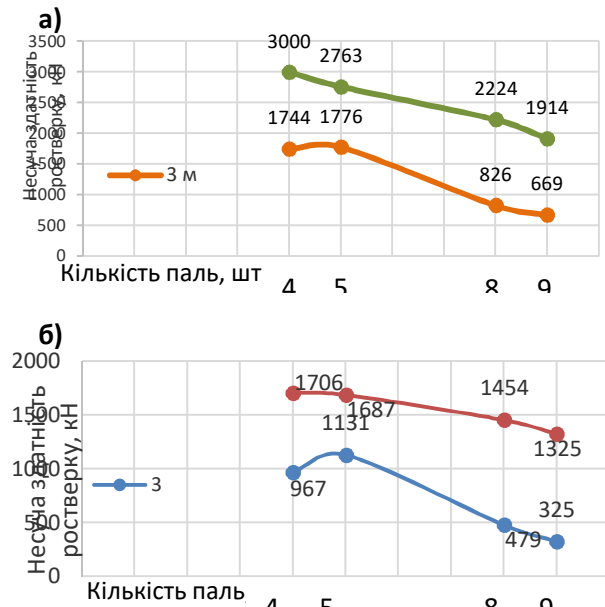 а)
Несуча здатність
ростверку, кН
3500
3000
2500
2000
1500
1000
500
0
3000
2763
2224
1914
1744
1776
826
669
3 м
Кількість паль, шт
4 5 8 9
б)
Несуча здатність
ростверку, кН
2000
1500
1000
500
0
1706
1687
1454
1325
967
1131
479
325
3
Кількість паль
4 5 8 9